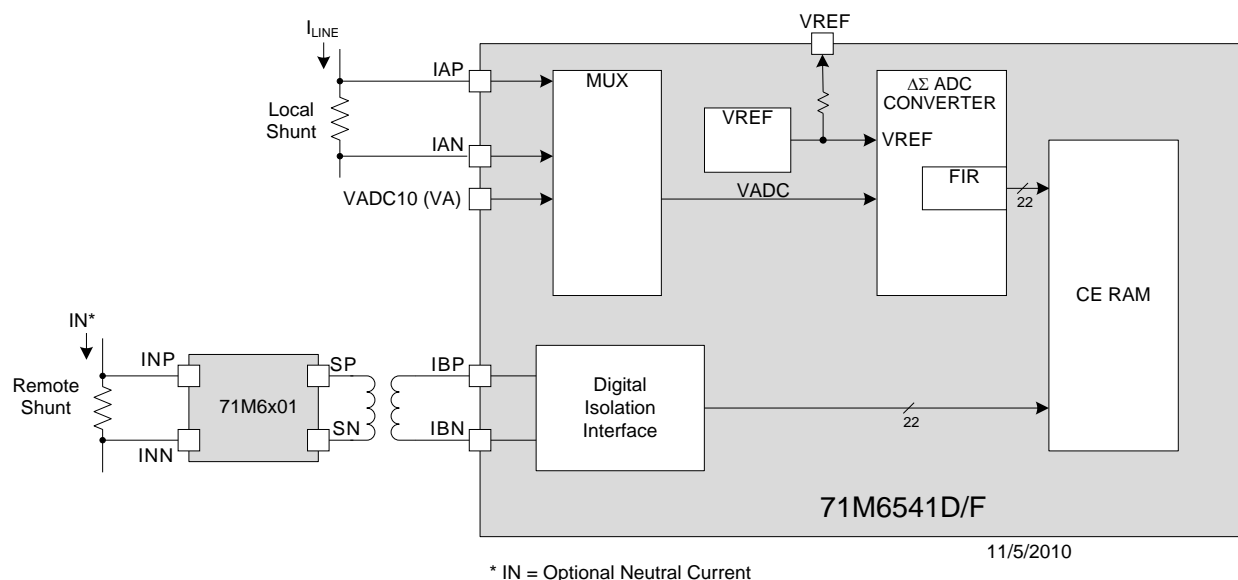 VREF
ILINE
IAP
MUX
ΔΣ ADC
CONVERTER
Local
Shunt
VREF
VREF
IAN
FIR
VADC10 (VA)
VADC
22
CE RAM
IN*
INP
SP
IBP
Remote
Shunt
71M6x01
Digital
Isolation
Interface
22
INN
SN
IBN
71M6541D/F
11/5/2010
* IN = Optional Neutral Current